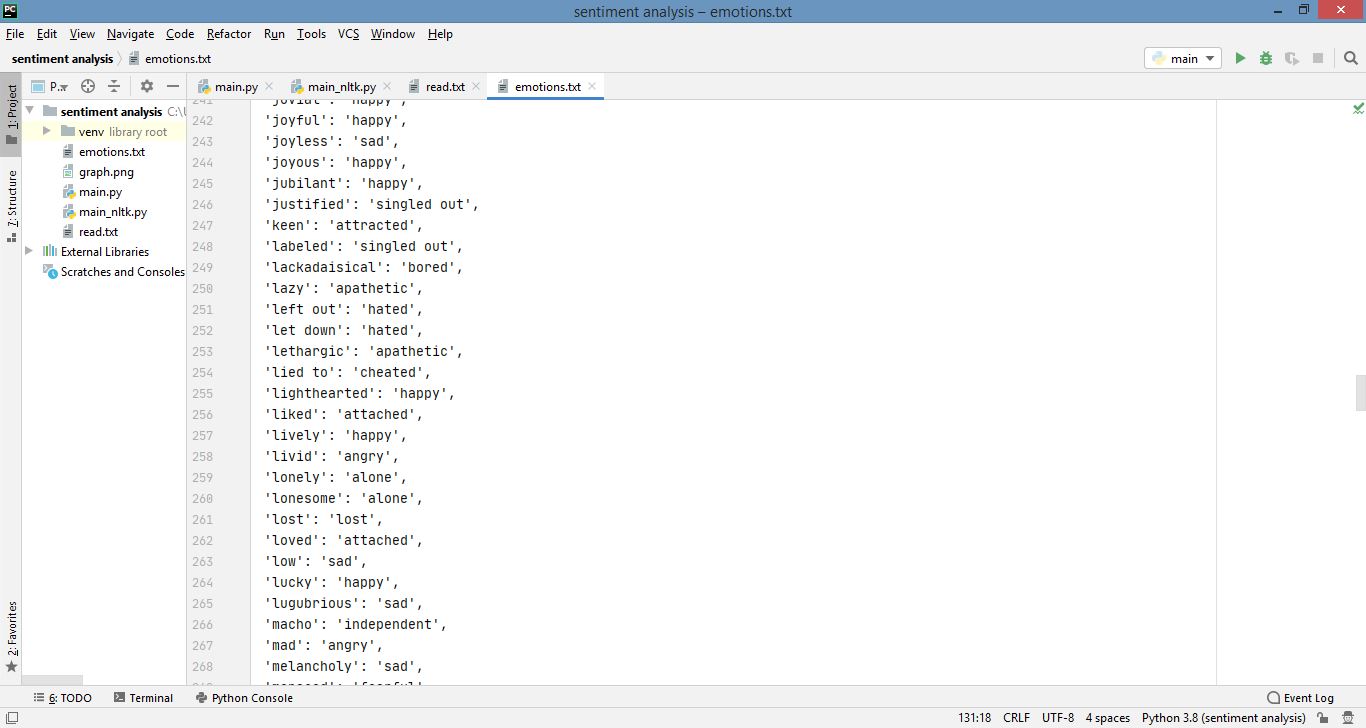 PC sentiment analysis – emotions.txt
File Edit View Navigate Code Refactor Run Tools VCS Window Help
sentiment analysis emotions.txt main
1: Project
7: Structure
2: Favorites
P..
sentiment analysis C:\
venv library root
emotions.txt
graph.png
main.py
main_nltk.py
read.txt
External Libraries
Scratches and Consoles
main.py main_nltk.py read.txt emotions.txt
241 'jovial': 'happy',
242 'joyful': 'happy',
243 'joyless': 'sad',
244 'joyous': 'happy',
245 'jubilant': 'happy',
246 'justified': 'singled out',
247 'keen': 'attracted',
248 'labeled': 'singled out',
249 'lackadaisical': 'bored',
250 'lazy': 'apathetic',
251 'left out': 'hated',
252 'let down': 'hated',
253 'lethargic': 'apathetic',
254 'lied to': 'cheated',
255 'lighthearted': 'happy',
256 'liked': 'attached',
257 'lively': 'happy',
258 'livid': 'angry',
259 'lonely': 'alone',
260 'lonesome': 'alone',
261 'lost': 'lost',
262 'loved': 'attached',
263 'low': 'sad',
264 'lucky': 'happy',
265 'lugubrious': 'sad',
266 'macho': 'independent',
267 'mad': 'angry',
268 'melancholy': 'sad',
6: TODO Terminal Python Console Event Log
131:18 CRLF UTF-8 4 spaces Python 3.8 (sentiment analysis)